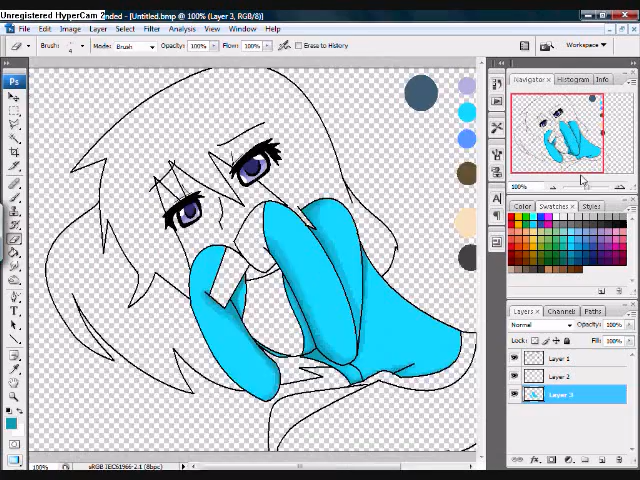 Unregistered HyperCam 2
nded - [Untitled.bmp @ 100% (Layer 3, RGB/8)]
File Edit Image Layer Select Filter Analysis View Window Help
Brush: 4 Mode: Brush Opacity: 100% Flow: 100% Erase to History Workspace
Ps
Navigator Histogram Info
100%
Color Swatches Styles
Layers Channels Paths
Normal Opacity: 100%
Lock: Fill: 100%
Layer 1
Layer 2
Layer 3
100% sRGB IEC61966-2.1 (8bpc)